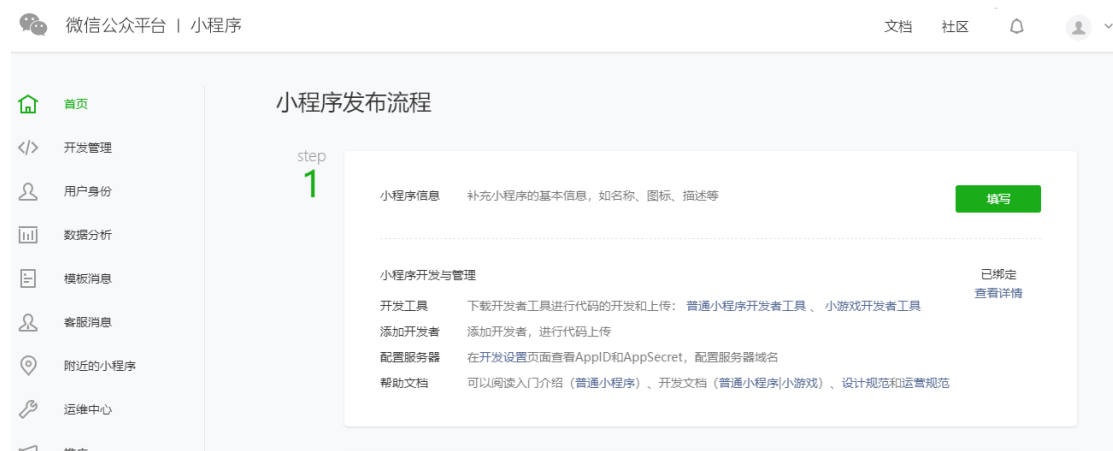 微信公众平台 | 小程序
文档 社区
首页
开发管理
用户身份
数据分析
模板消息
客服消息
附近的小程序
运维中心
小程序发布流程
step
1
小程序信息 补充小程序的基本信息，如名称、图标、描述等 填写
小程序开发与管理 已绑定
查看详情
开发工具 下载开发者工具进行代码的开发和上传： 普通小程序开发者工具 、 小游戏开发者工具
添加开发者 添加开发者，进行代码上传
配置服务器 在开发设置页面查看AppID和AppSecret，配置服务器域名
帮助文档 可以阅读入门介绍（普通小程序）、开发文档（普通小程序|小游戏）、设计规范和运营规范